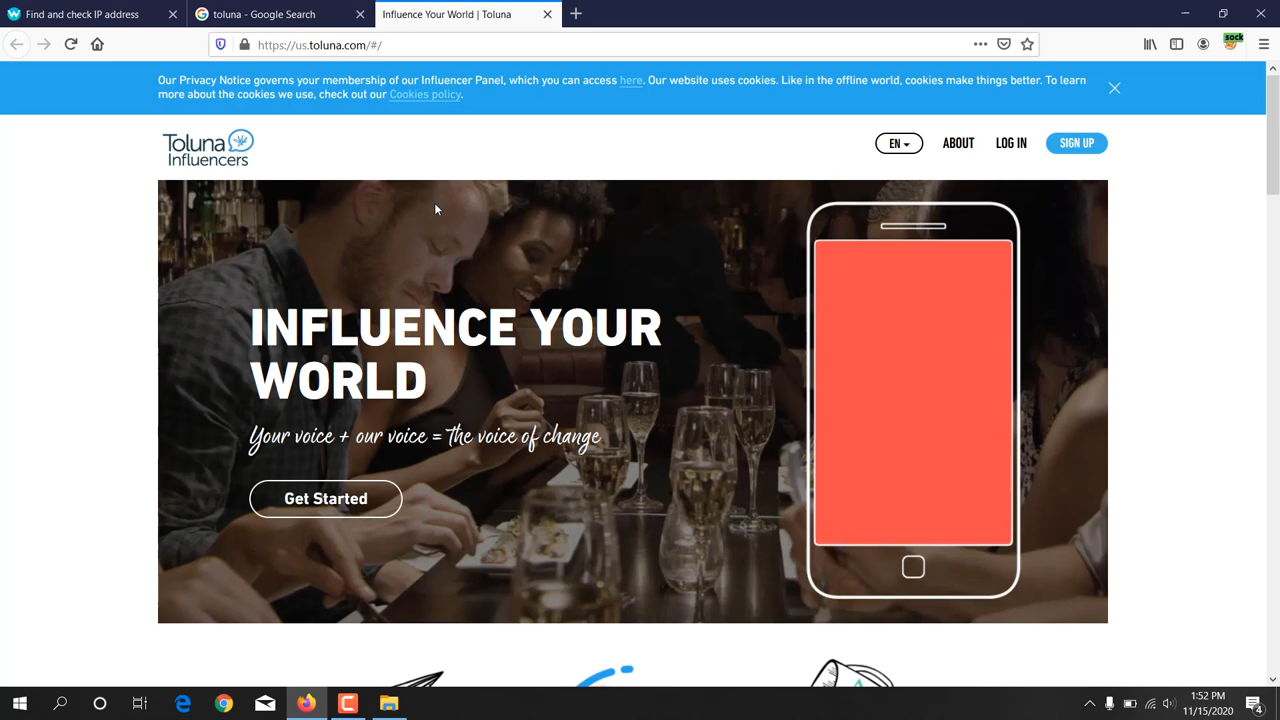 Find and check IP address
toluna - Google Search
Influence Your World | Toluna
https://us.toluna.com/#/
sock
Our Privacy Notice governs your membership of our Influencer Panel, which you can access here. Our website uses cookies. Like in the offline world, cookies make things better. To learn
more about the cookies we use, check out our Cookies policy.
Toluna
Influencers
EN
ABOUT
LOG IN
SIGN UP
INFLUENCE YOUR
WORLD
Your voice + our voice = the voice of change
Get Started
1:52 PM
11/15/2020
4